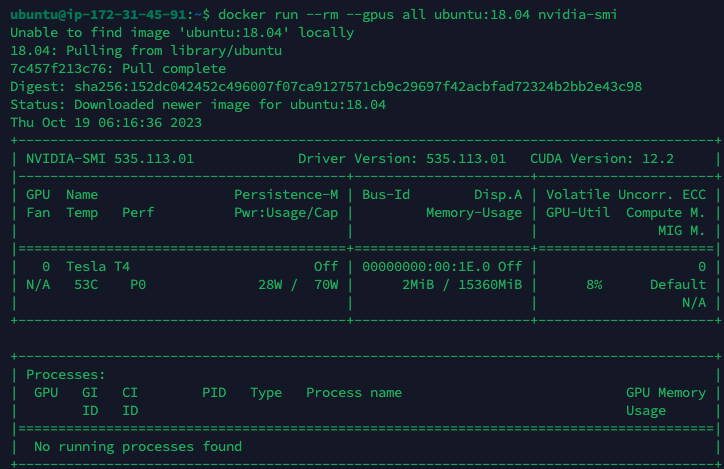 ubuntu@ip-172-31-45-91:~$ docker run --rm --gpus all ubuntu:18.04 nvidia-smi
Unable to find image 'ubuntu:18.04' locally
18.04: Pulling from library/ubuntu
7c457f213c76: Pull complete
Digest: sha256:152dc042452c496007f07ca9127571cb9c29697f42acbfad72324b2bb2e43c98
Status: Downloaded newer image for ubuntu:18.04
Thu Oct 19 06:16:36 2023
+---------------------------------------------------------------------------------------+
| NVIDIA-SMI 535.113.01             Driver Version: 535.113.01   CUDA Version: 12.2     |
|-----------------------------------------+----------------------+----------------------+
| GPU  Name                 Persistence-M | Bus-Id        Disp.A | Volatile Uncorr. ECC |
| Fan  Temp   Perf          Pwr:Usage/Cap |         Memory-Usage | GPU-Util  Compute M. |
|                                         |                      |               MIG M. |
|=========================================+======================+======================|
|   0  Tesla T4                       Off | 00000000:00:1E.0 Off |                    0 |
| N/A   53C    P0              28W /  70W |      2MiB / 15360MiB |      8%      Default |
|                                         |                      |                  N/A |
+-----------------------------------------+----------------------+----------------------+

+---------------------------------------------------------------------------------------+
| Processes:                                                                            |
|  GPU   GI   CI        PID   Type   Process name                            GPU Memory |
|        ID   ID                                                             Usage      |
|=======================================================================================|
|  No running processes found                                                           |
+---------------------------------------------------------------------------------------+